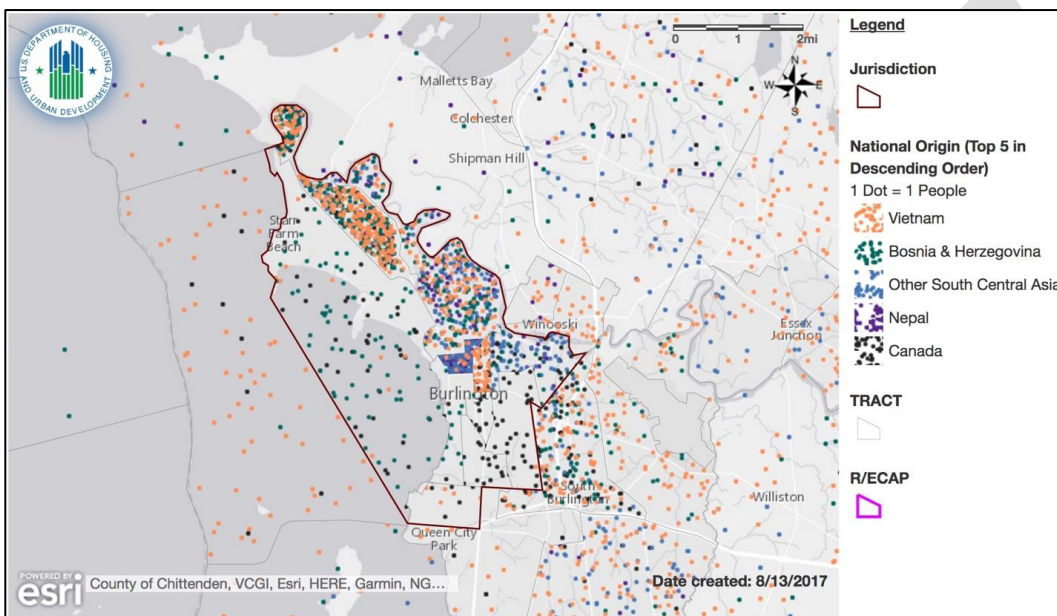 U.S. DEPARTMENT OF HOUSING
AND URBAN DEVELOPMENT
0 1 2mi
N
W E
S
Malletts Bay
Colchester
Shipman Hill
Starr
Farm
Beach
Winooski
Essex
Junction
Burlington
South
Burlington
Williston
Queen City
Park
POWERED BY
esri
County of Chittenden, VCGI, Esri, HERE, Garmin, NG...
Date created: 8/13/2017
Legend
Jurisdiction
National Origin (Top 5 in
Descending Order)
1 Dot = 1 People
Vietnam
Bosnia & Herzegovina
Other South Central Asia
Nepal
Canada
TRACT
R/ECAP